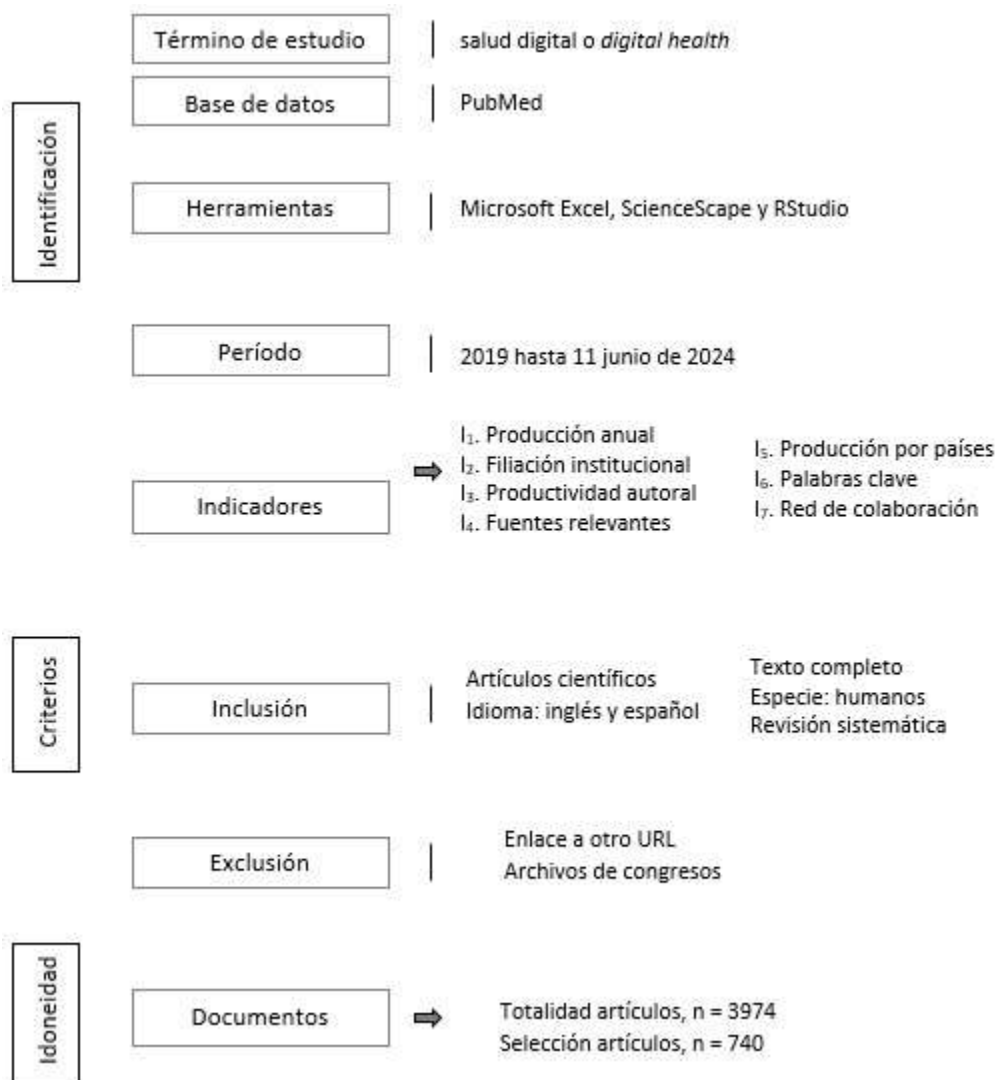 Identificación
Término de estudio
salud digital o digital health
Base de datos
PubMed
Herramientas
Microsoft Excel, ScienceScape y RStudio
Período
2019 hasta 11 junio de 2024
Indicadores
I₁. Producción anual
I₂. Filiación institucional
I₃. Productividad autoral
I₄. Fuentes relevantes
I₅. Producción por países
I₆. Palabras clave
I₇. Red de colaboración
Criterios
Inclusión
Artículos científicos
Idioma: inglés y español
Texto completo
Especie: humanos
Revisión sistemática
Exclusión
Enlace a otro URL
Archivos de congresos
Idoneidad
Documentos
Totalidad artículos, n = 3974
Selección artículos, n = 740